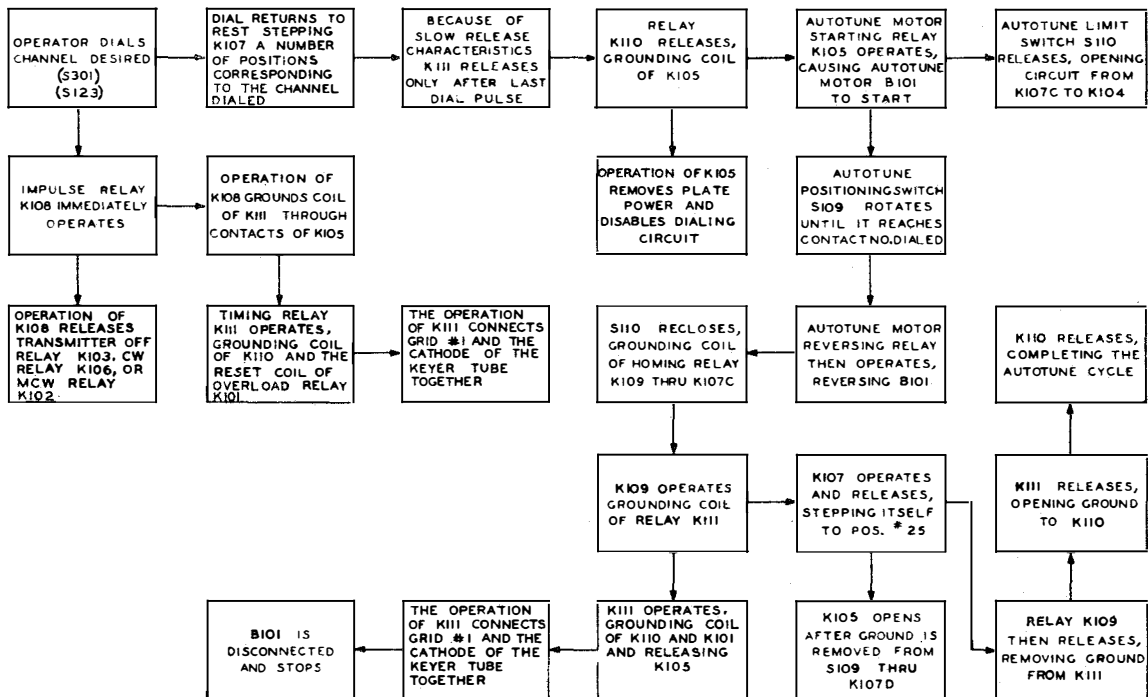 OPERATOR DIALS
CHANNEL DESIRED
(S301)
(S123)
DIAL RETURNS TO
REST STEPPING
K107 A NUMBER
OF POSITIONS
CORRESPONDING
TO THE CHANNEL
DIALED
BECAUSE OF
SLOW RELEASE
CHARACTERISTICS
K111 RELEASES
ONLY AFTER LAST
DIAL PULSE
RELAY
K110 RELEASES,
GROUNDING COIL
OF K105
AUTOTUNE MOTOR
STARTING RELAY
K105 OPERATES,
CAUSING AUTOTUNE
MOTOR B101
TO START
AUTOTUNE LIMIT
SWITCH S110
RELEASES, OPENING
CIRCUIT FROM
K107C TO K104
IMPULSE RELAY
K108 IMMEDIATELY
OPERATES
OPERATION OF
K108 GROUNDS COIL
OF K111 THROUGH
CONTACTS OF K105
OPERATION OF K105
REMOVES PLATE
POWER AND
DISABLES DIALING
CIRCUIT
AUTOTUNE
POSITIONING SWITCH
S109 ROTATES
UNTIL IT REACHES
CONTACT NO. DIALED
OPERATION OF
K108 RELEASES
TRANSMITTER OFF
RELAY K103, CW
RELAY K106, OR
MCW RELAY
K102
TIMING RELAY
K111 OPERATES,
GROUNDING COIL
OF K110 AND THE
RESET COIL OF
OVERLOAD RELAY
K101
THE OPERATION
OF K111 CONNECTS
GRID #1 AND THE
CATHODE OF THE
KEYER TUBE
TOGETHER
S110 RECLOSES,
GROUNDING COIL
OF HOMING RELAY
K109 THRU K107C
AUTOTUNE MOTOR
REVERSING RELAY
THEN OPERATES,
REVERSING B101
K110 RELEASES,
COMPLETING THE
AUTOTUNE CYCLE
K109 OPERATES
GROUNDING COIL
OF RELAY K111
K107 OPERATES
AND RELEASES,
STEPPING ITSELF
TO POS. #25
K111 RELEASES,
OPENING GROUND
TO K110
B101 IS
DISCONNECTED
AND STOPS
THE OPERATION
OF K111 CONNECTS
GRID #1 AND THE
CATHODE OF THE
KEYER TUBE
TOGETHER
K111 OPERATES,
GROUNDING COIL
OF K110 AND K101
AND RELEASING
K105
K105 OPENS
AFTER GROUND IS
REMOVED FROM
S109 THRU
K107D
RELAY K109
THEN RELEASES,
REMOVING GROUND
FROM K111